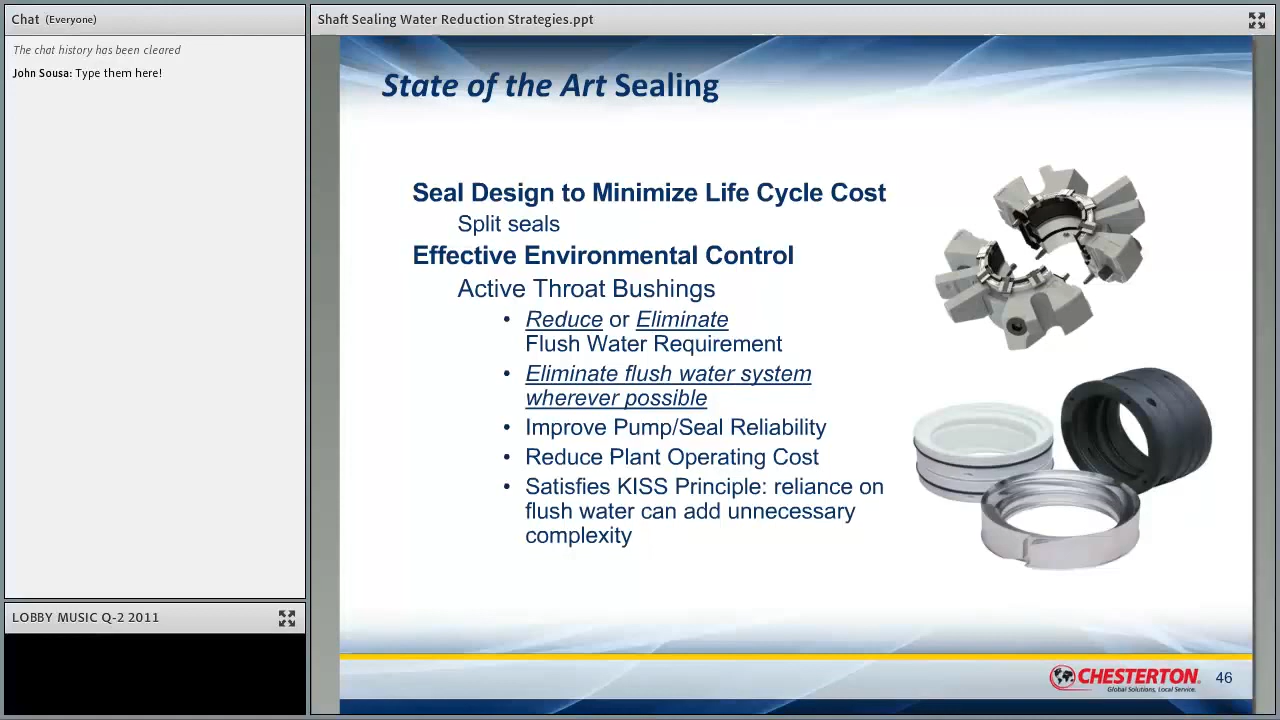 Chat (Everyone)
The chat history has been cleared
John Sousa: Type them here!
LOBBY MUSIC Q-2 2011
Shaft Sealing Water Reduction Strategies.ppt
State of the Art Sealing
Seal Design to Minimize Life Cycle Cost
Split seals
Effective Environmental Control
Active Throat Bushings
• Reduce or Eliminate
Flush Water Requirement
• Eliminate flush water system
wherever possible
• Improve Pump/Seal Reliability
• Reduce Plant Operating Cost
• Satisfies KISS Principle: reliance on
flush water can add unnecessary
complexity
CHESTERTON
Global Solutions, Local Service.
46